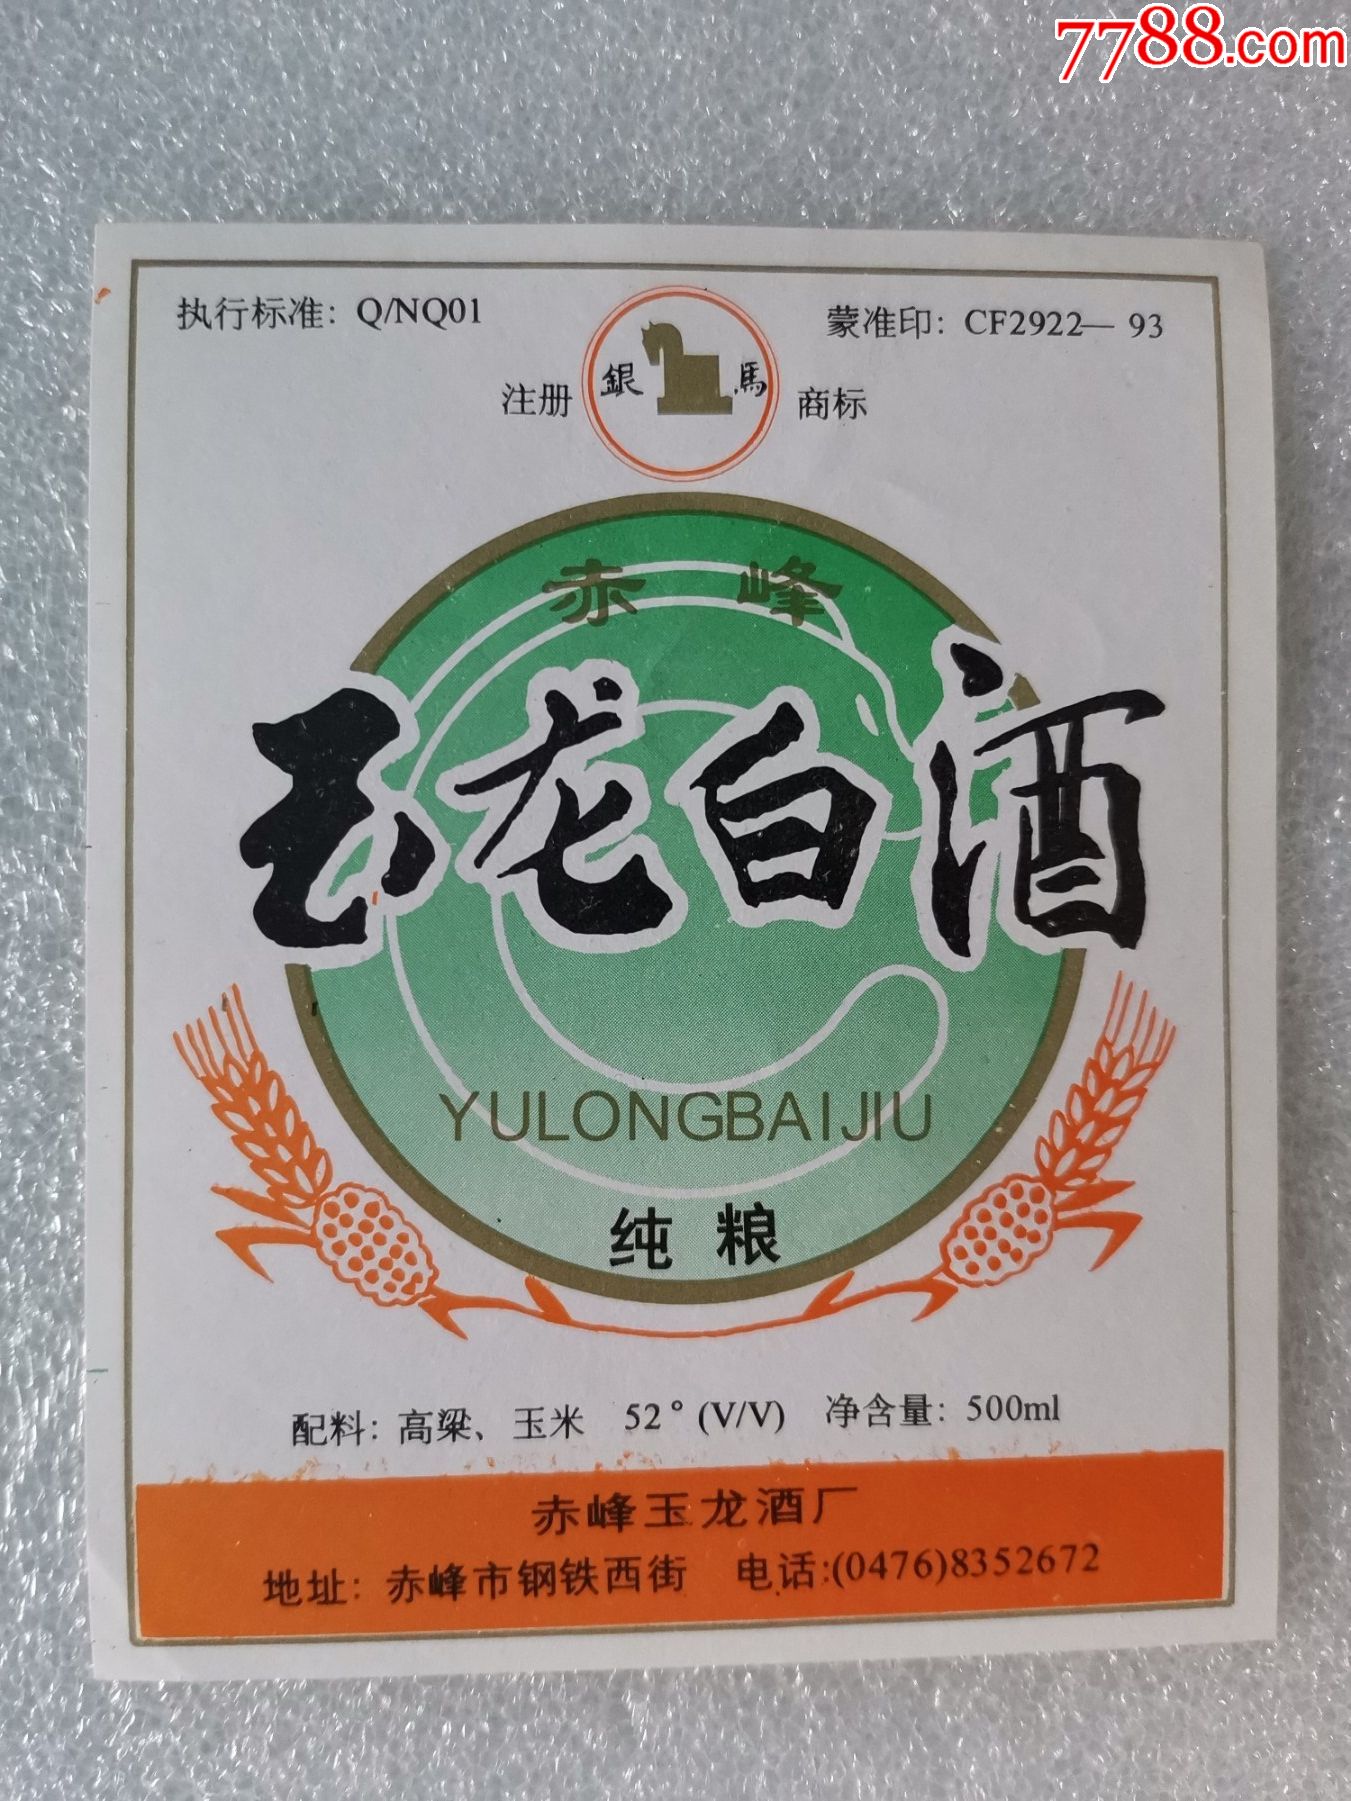 7788.com
执行标准：Q/NQ01
蒙准印：CF2922—93
注册 銀馬 商标
赤峰
玉龙白酒
YULONGBAIJIU
纯粮
配料：高粱、玉米 52°(V/V) 净含量：500ml
赤峰玉龙酒厂
地址：赤峰市钢铁西街 电话:(0476)8352672